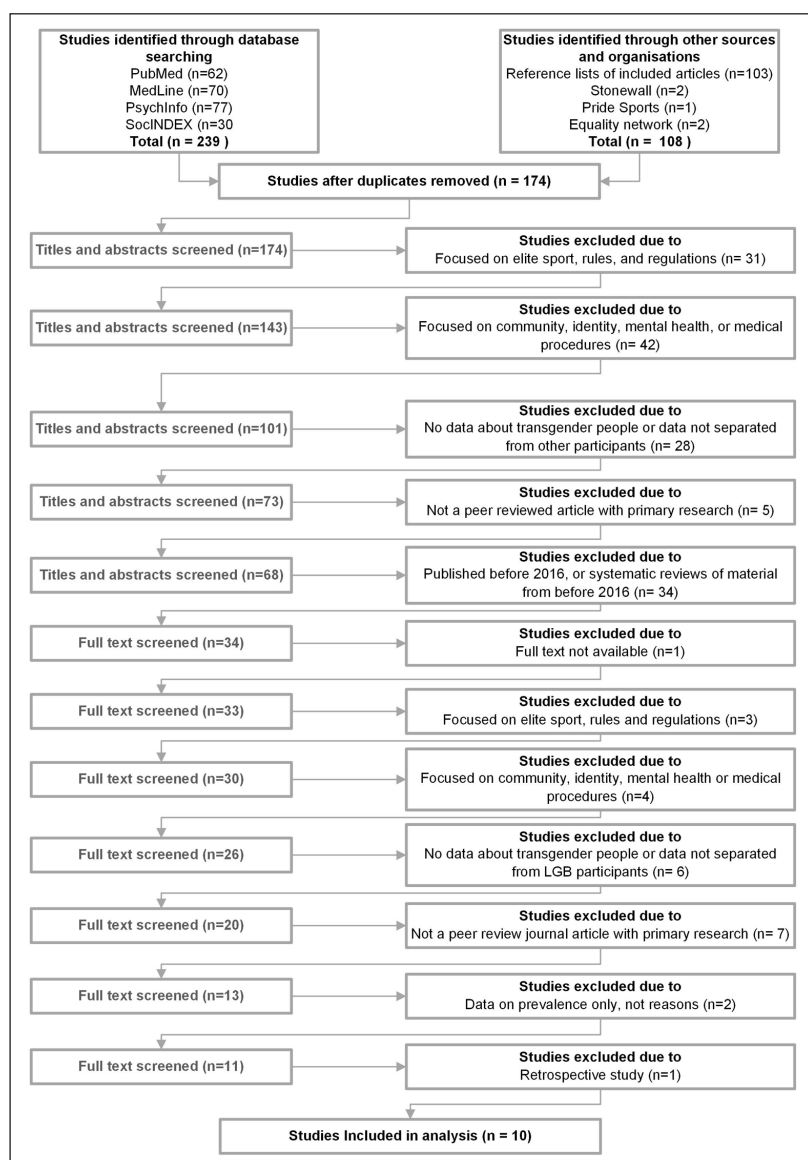 Studies identified through database
searching
PubMed (n=62)
MedLine (n=70)
PsychInfo (n=77)
SocINDEX (n=30
Total (n = 239 )
Studies identified through other sources
and organisations
Reference lists of included articles (n=103)
Stonewall (n=2)
Pride Sports (n=1)
Equality network (n=2)
Total (n = 108 )
Studies after duplicates removed (n = 174)
Titles and abstracts screened (n=174)
Studies excluded due to
Focused on elite sport, rules, and regulations (n= 31)
Titles and abstracts screened (n=143)
Studies excluded due to
Focused on community, identity, mental health, or medical
procedures (n= 42)
Titles and abstracts screened (n=101)
Studies excluded due to
No data about transgender people or data not separated
from other participants (n= 28)
Titles and abstracts screened (n=73)
Studies excluded due to
Not a peer reviewed article with primary research (n= 5)
Titles and abstracts screened (n=68)
Studies excluded due to
Published before 2016, or systematic reviews of material
from before 2016 (n= 34)
Full text screened (n=34)
Studies excluded due to
Full text not available (n=1)
Full text screened (n=33)
Studies excluded due to
Focused on elite sport, rules and regulations (n=3)
Full text screened (n=30)
Studies excluded due to
Focused on community, identity, mental health or medical
procedures (n=4)
Full text screened (n=26)
Studies excluded due to
No data about transgender people or data not separated
from LGB participants (n= 6)
Full text screened (n=20)
Studies excluded due to
Not a peer review journal article with primary research (n= 7)
Full text screened (n=13)
Studies excluded due to
Data on prevalence only, not reasons (n=2)
Full text screened (n=11)
Studies excluded due to
Retrospective study (n=1)
Studies Included in analysis (n = 10)